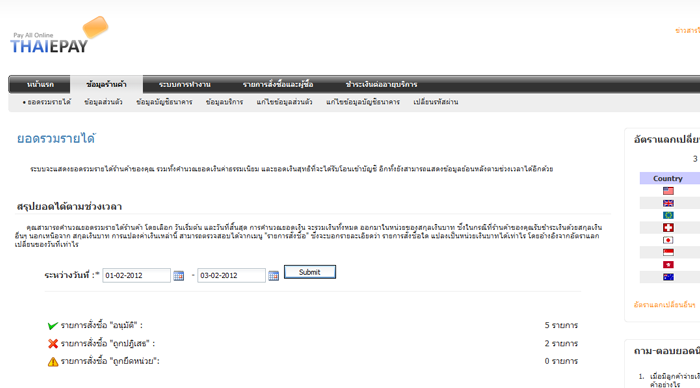 Pay All Online
THAIEPAY
ข่าวสารใ
หน้าแรก ข้อมูลร้านค้า ระบบการทำงาน รายการสั่งซื้อและผู้ซื้อ ชำระเงินต่ออายุบริการ
• ยอดรวมรายได้ ข้อมูลส่วนตัว ข้อมูลบัญชีธนาคาร ข้อมูลบริการ แก้ไขข้อมูลส่วนตัว แก้ไขข้อมูลบัญชีธนาคาร เปลี่ยนรหัสผ่าน
ยอดรวมรายได้
ระบบจะแสดงยอดรวมรายได้ร้านค้าของคุณ รวมทั้งคำนวณยอดเงินค่าธรรมเนียม และยอดเงินสุทธิที่จะได้รับโอนเข้าบัญชี อีกทั้งยังสามารถแสดงข้อมูลย้อนหลังตามช่วงเวลาได้อีกด้วย
สรุปยอดได้ตามช่วงเวลา
คุณสามารถคำนวณยอดรวมรายได้ร้านค้า โดยเลือก วันเริ่มต้น และวันที่สิ้นสุด การคำนวณยอดเงิน จะรวมเงินทั้งหมด ออกมาในหน่วยของสกุลเงินบาท ซึ่งในกรณีที่ร้านค้าของคุณรับชำระเงินด้วยสกุลเงิน
อื่นๆ นอกเหนือจาก สกุลเงินบาท การแปลงค่าเงินเหล่านี้ สามารถตรวจสอบได้จากเมนู "รายการสั่งซื้อ" ซึ่งจะบอกรายละเอียดว่า รายการสั่งซื้อใด แปลงเป็นหน่วยเงินบาทได้เท่าไร โดยอ้างอิงจากอัตราแลก
เปลี่ยนของวันที่เท่าไร
ระหว่างวันที่ :* 01-02-2012 - 03-02-2012 Submit
รายการสั่งซื้อ "อนุมัติ" : 5 รายการ
รายการสั่งซื้อ "ถูกปฏิเสธ" : 2 รายการ
รายการสั่งซื้อ "ถูกยึดหน่วย": 0 รายการ
อัตราแลกเปลี่ย
3
Country
อัตราแลกเปลี่ยนอื่นๆ
ถาม-ตอบยอดนิ
1. เมื่อมีลูกค้าจ่ายเงิ
ค้าอย่างไร